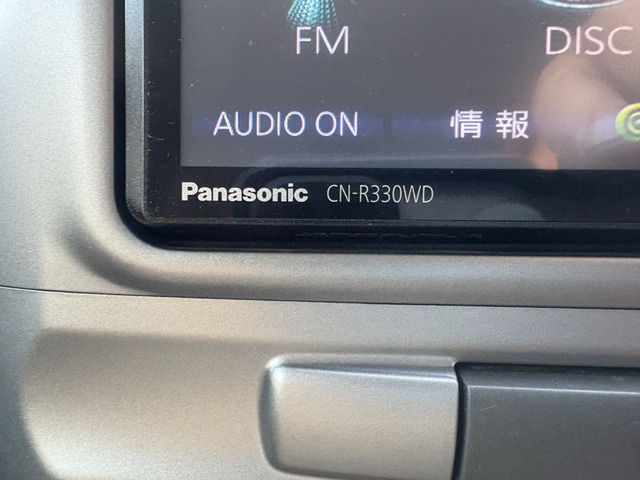 FM DISC
AUDIO ON 情報
Panasonic CN-R330WD